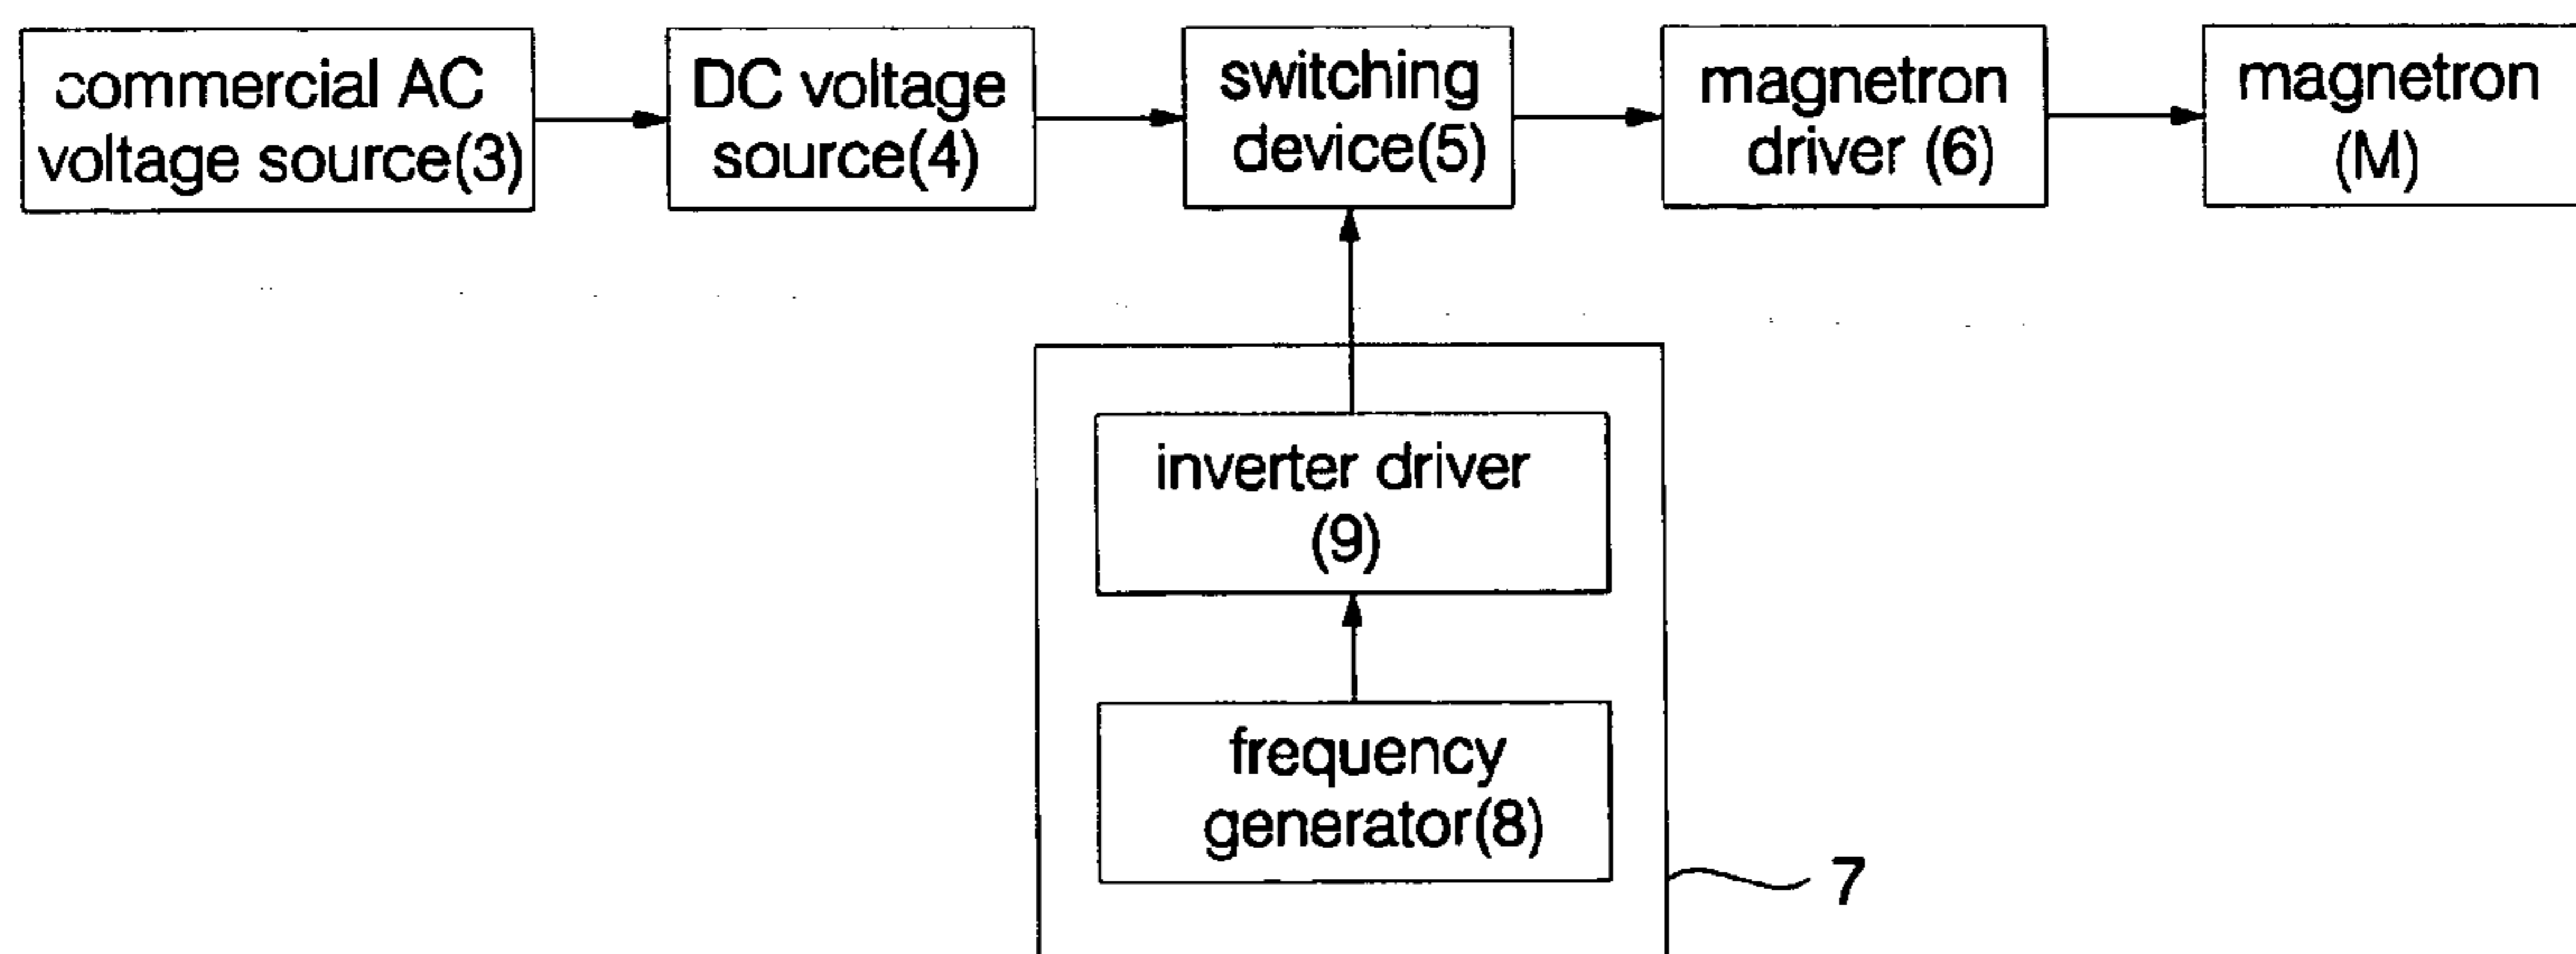 commercial AC
voltage source(3)
DC voltage
source(4)
switching
device(5)
magnetron
driver (6)
magnetron
(M)
inverter driver
(9)
frequency
generator(8)
7